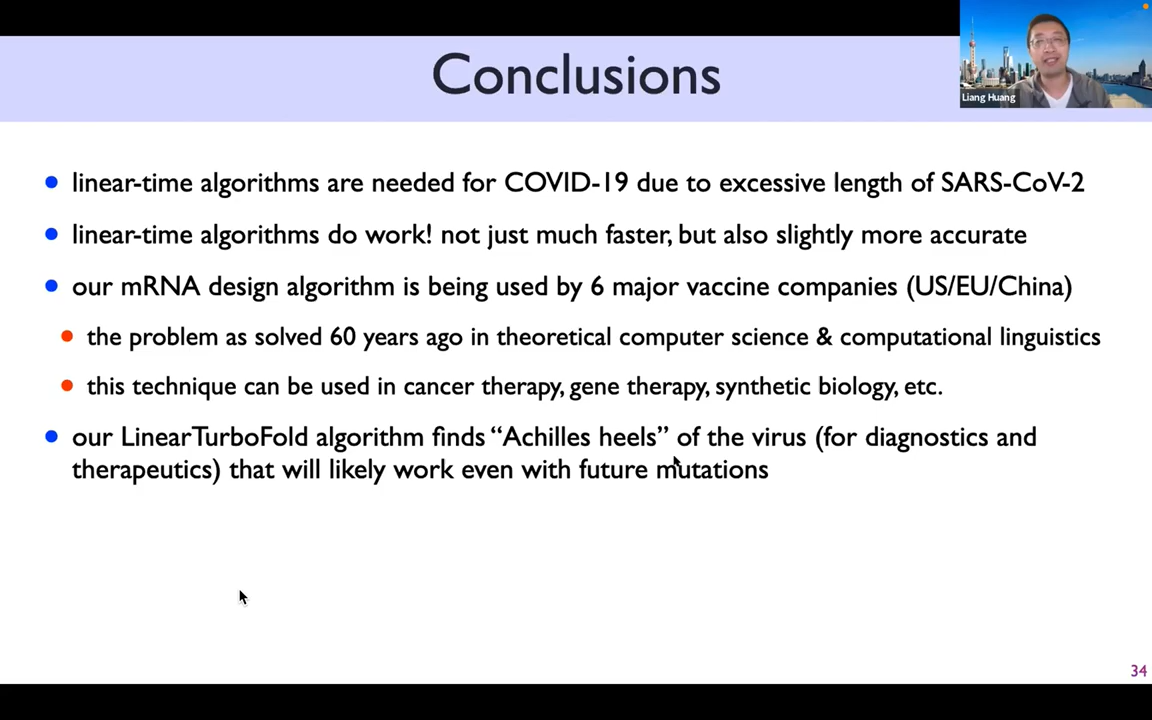 Conclusions
Liang Huang
• linear-time algorithms are needed for COVID-19 due to excessive length of SARS-CoV-2
• linear-time algorithms do work! not just much faster, but also slightly more accurate
• our mRNA design algorithm is being used by 6 major vaccine companies (US/EU/China)
• the problem as solved 60 years ago in theoretical computer science & computational linguistics
• this technique can be used in cancer therapy, gene therapy, synthetic biology, etc.
• our LinearTurboFold algorithm finds “Achilles heels” of the virus (for diagnostics and
therapeutics) that will likely work even with future mutations
34